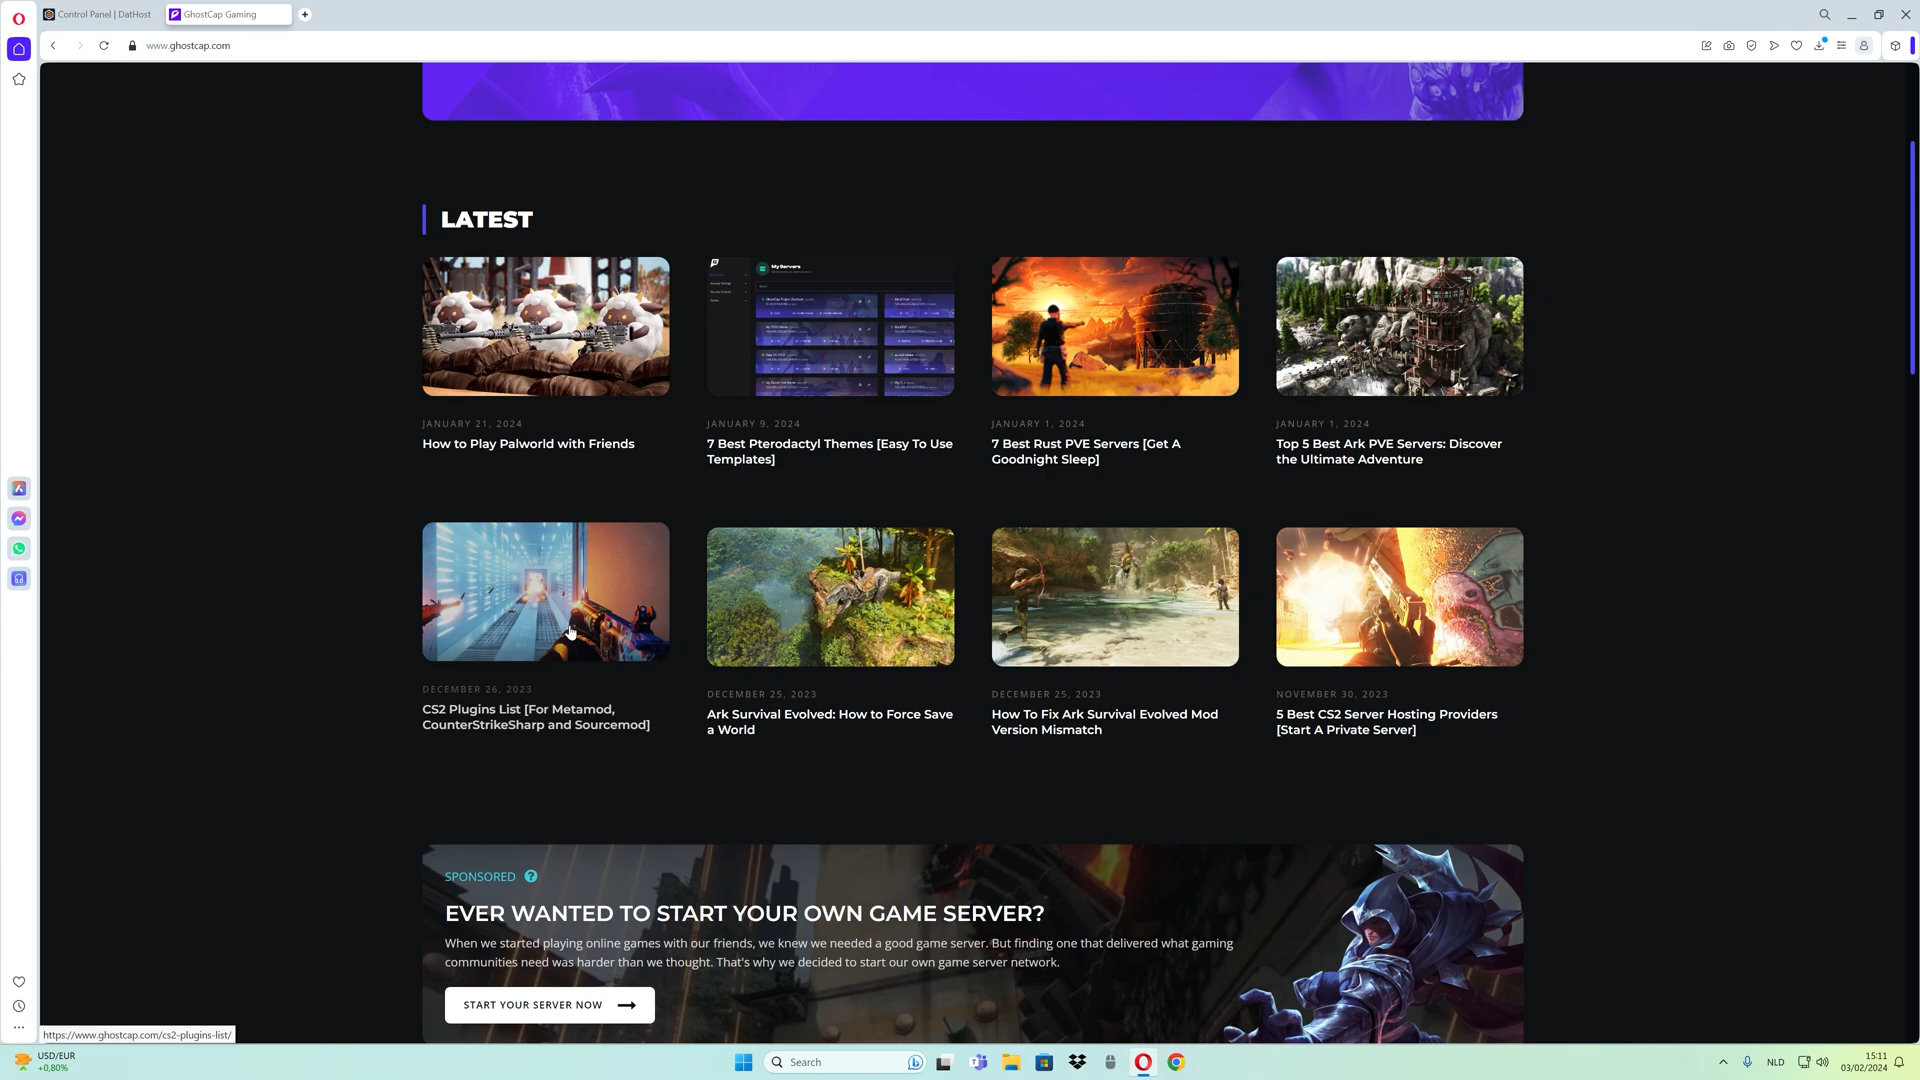 Control Panel | DatHost
GhostCap Gaming
www.ghostcap.com
LATEST
My Servers
JANUARY 21, 2024
How to Play Palworld with Friends
JANUARY 9, 2024
7 Best Pterodactyl Themes [Easy To Use
Templates]
JANUARY 1, 2024
7 Best Rust PVE Servers [Get A
Goodnight Sleep]
JANUARY 1, 2024
Top 5 Best Ark PVE Servers: Discover
the Ultimate Adventure
DECEMBER 26, 2023
CS2 Plugins List [For Metamod,
CounterStrikeSharp and Sourcemod]
DECEMBER 25, 2023
Ark Survival Evolved: How to Force Save
a World
DECEMBER 25, 2023
How To Fix Ark Survival Evolved Mod
Version Mismatch
NOVEMBER 30, 2023
5 Best CS2 Server Hosting Providers
[Start A Private Server]
SPONSORED ?
EVER WANTED TO START YOUR OWN GAME SERVER?
When we started playing online games with our friends, we knew we needed a good game server. But finding one that delivered what gaming
communities need was harder than we thought. That's why we decided to start our own game server network.
START YOUR SERVER NOW
https://www.ghostcap.com/cs2-plugins-list/
USD/EUR
+0,80%
Search
NLD
15:11
03/02/2024